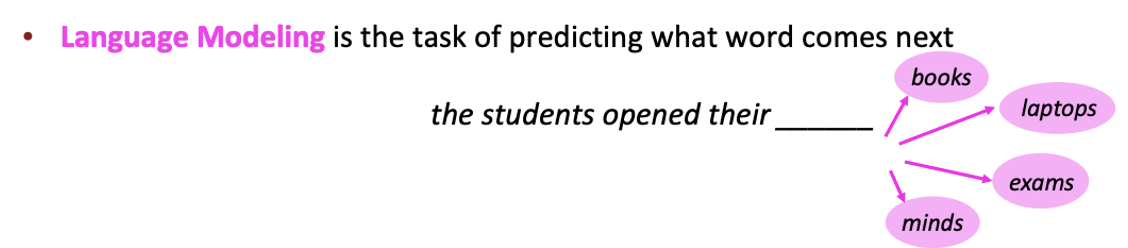 • Language Modeling is the task of predicting what word comes next
books
the students opened their ______
laptops
exams
minds